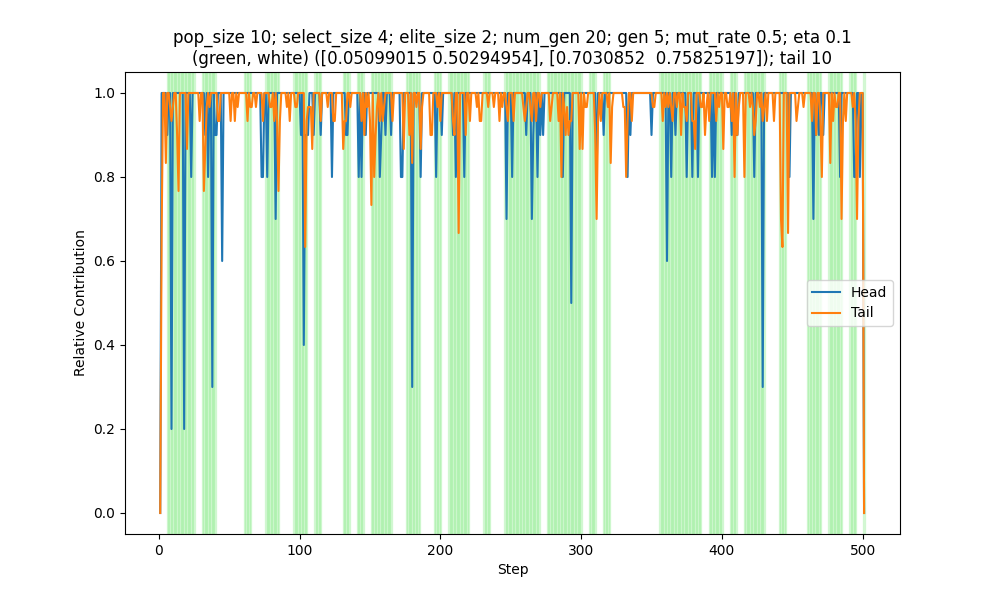 pop_size 10; select_size 4; elite_size 2; num_gen 20; gen 5; mut_rate 0.5; eta 0.1
(green, white) ([0.05099015 0.50294954], [0.7030852  0.75825197]); tail 10
1.0
0.8
0.6
0.4
0.2
0.0
Relative Contribution
Head
Tail
0
100
200
300
400
500
Step